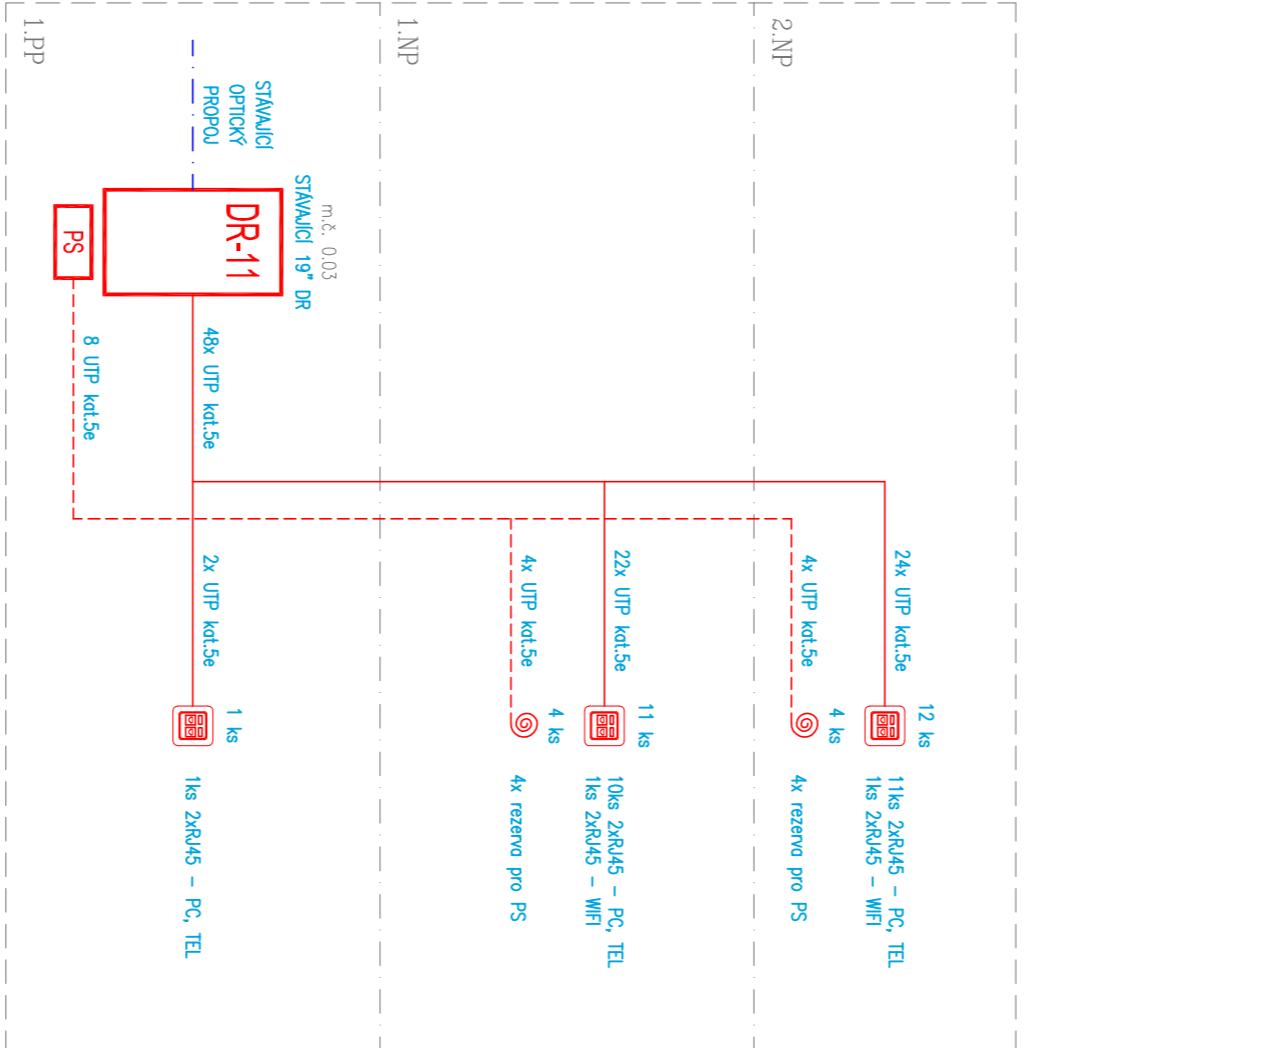 2.NP
24x UTP kat.5e
12 ks
11ks 2xRJ45 – PC, TEL
1ks 2xRJ45 – WIFI
4x UTP kat.5e
4 ks
4x rezerva pro PS
1.NP
22x UTP kat.5e
11 ks
10ks 2xRJ45 – PC, TEL
1ks 2xRJ45 – WIFI
4x UTP kat.5e
4 ks
4x rezerva pro PS
1.PP
m.č. 0.03
STÁVAJÍCÍ 19" DR
STÁVAJÍCÍ
OPTICKÝ
PROPOJ
DR-11
48x UTP kat.5e
2x UTP kat.5e
1 ks
1ks 2xRJ45 – PC, TEL
PS
8 UTP kat.5e